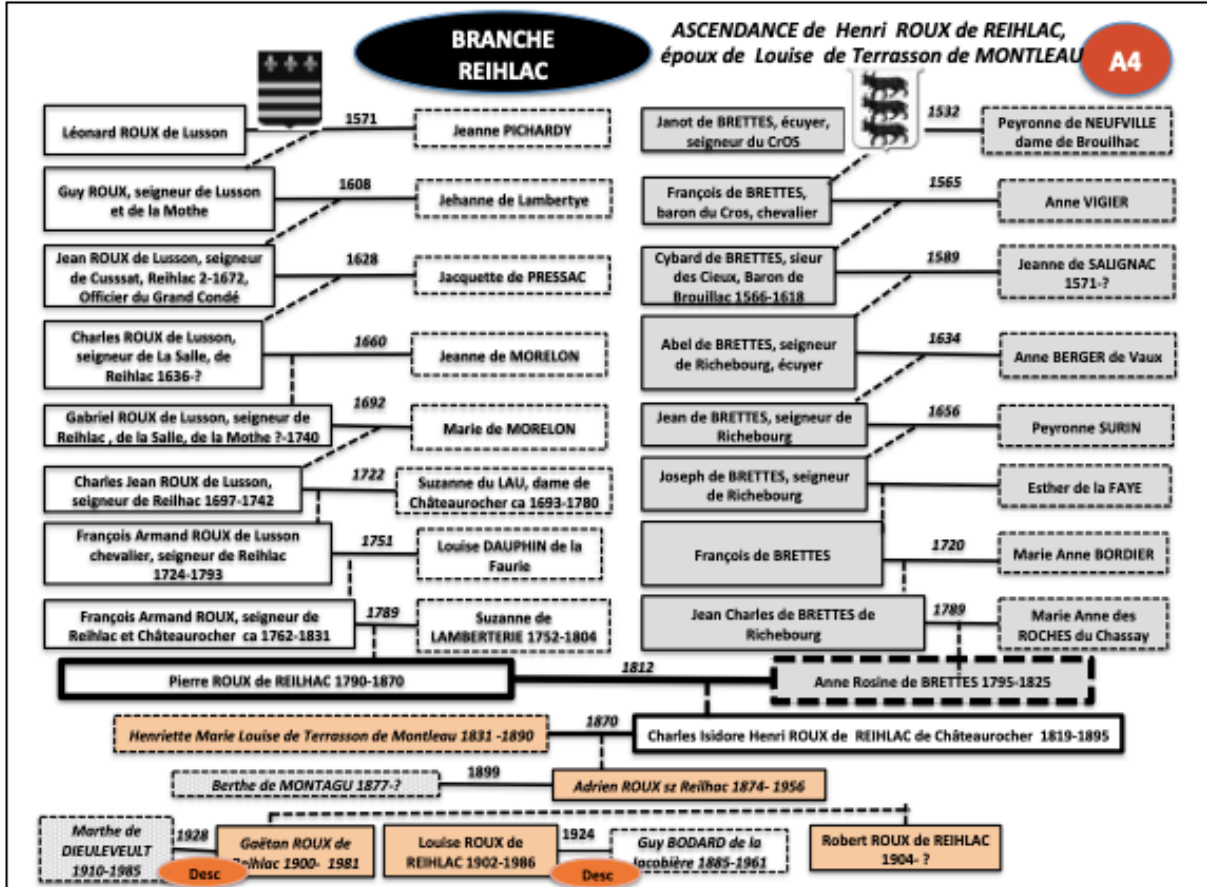 BRANCHE
REIHLAC
ASCENDANCE de Henri ROUX de REIHLAC,
époux de Louise de Terrasson de MONTLEAU
A4
Léonard ROUX de Lusson
1571
Jeanne PICHARDY
Janot de BRETTES, écuyer,
seigneur du CrOS
1532
Peyronne de NEUFVILLE
dame de Brouilhac
Guy ROUX, seigneur de Lusson
et de la Mothe
1608
Jehanne de Lambertye
François de BRETTES,
baron du Cros, chevalier
1565
Anne VIGIER
Jean ROUX de Lusson, seigneur
de Cusssat, Reihlac 2-1672,
Officier du Grand Condé
1628
Jacquette de PRESSAC
Cybard de BRETTES, sieur
des Cieux, Baron de
Brouillac 1566-1618
1589
Jeanne de SALIGNAC
1571-?
Charles ROUX de Lusson,
seigneur de La Salle, de
Reihlac 1636-?
1660
Jeanne de MORELON
Abel de BRETTES, seigneur
de Richebourg, écuyer
1634
Anne BERGER de Vaux
Gabriel ROUX de Lusson, seigneur de
Reihlac , de la Salle, de la Mothe ?-1740
1692
Marie de MORELON
Jean de BRETTES, seigneur de
Richebourg
1656
Peyronne SURIN
Charles Jean ROUX de Lusson,
seigneur de Reilhac 1697-1742
1722
Suzanne du LAU, dame de
Châteaurocher ca 1693-1780
Joseph de BRETTES, seigneur
de Richebourg
Esther de la FAYE
François Armand ROUX de Lusson
chevalier, seigneur de Reihlac
1724-1793
1751
Louise DAUPHIN de la
Faurie
François de BRETTES
1720
Marie Anne BORDIER
François Armand ROUX, seigneur de
Reihlac et Châteaurocher ca 1762-1831
1789
Suzanne de
LAMBERTERIE 1752-1804
Jean Charles de BRETTES de
Richebourg
1789
Marie Anne des
ROCHES du Chassay
Pierre ROUX de REILHAC 1790-1870
1812
Anne Rosine de BRETTES 1795-1825
Henriette Marie Louise de Terrasson de Montleau 1831 -1890
1870
Charles Isidore Henri ROUX de REIHLAC de Châteaurocher 1819-1895
Berthe de MONTAGU 1877-?
1899
Adrien ROUX sz Reilhac 1874- 1956
Marthe de
DIEULEVEULT
1910-1985
1928
Gaëtan ROUX de
Reihlac 1900- 1981
Desc
Louise ROUX de
REIHLAC 1902-1986
1924
Guy BODARD de la
Jacobière 1885-1961
Desc
Robert ROUX de REIHLAC
1904- ?